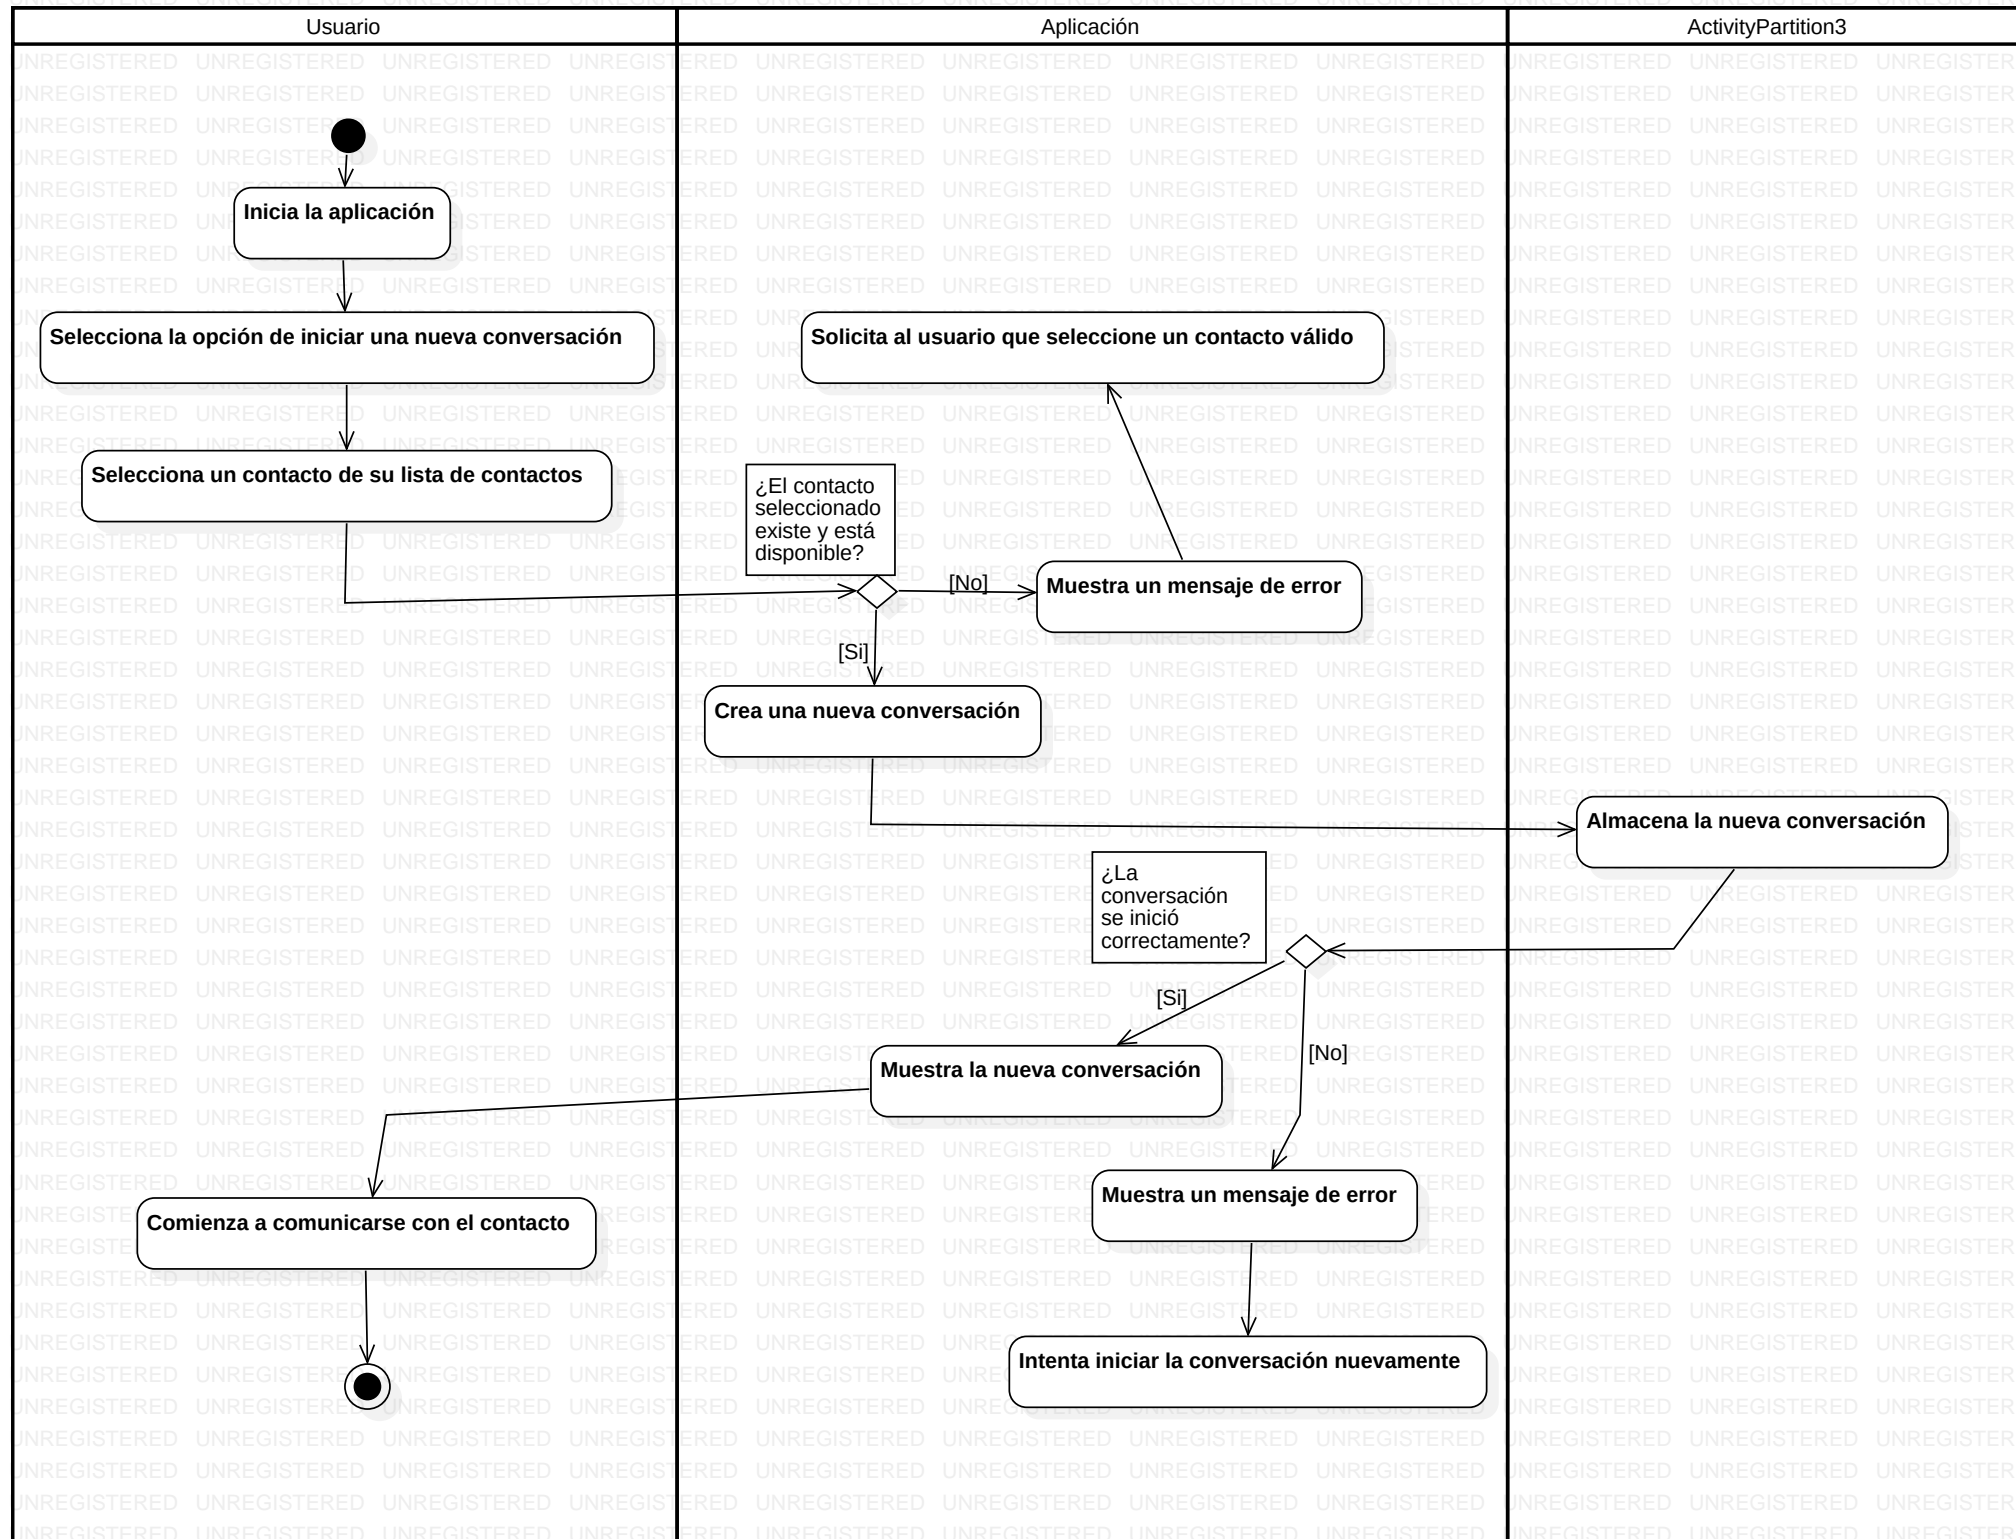 Usuario
Aplicación
ActivityPartition3
Inicia la aplicación
Selecciona la opción de iniciar una nueva conversación
Solicita al usuario que seleccione un contacto válido
Selecciona un contacto de su lista de contactos
¿El contacto
seleccionado
existe y está
disponible?
[No]
Muestra un mensaje de error
[Si]
Crea una nueva conversación
Almacena la nueva conversación
¿La
conversación
se inició
correctamente?
[Si]
[No]
Muestra la nueva conversación
Muestra un mensaje de error
Comienza a comunicarse con el contacto
Intenta iniciar la conversación nuevamente
UNREGISTERED